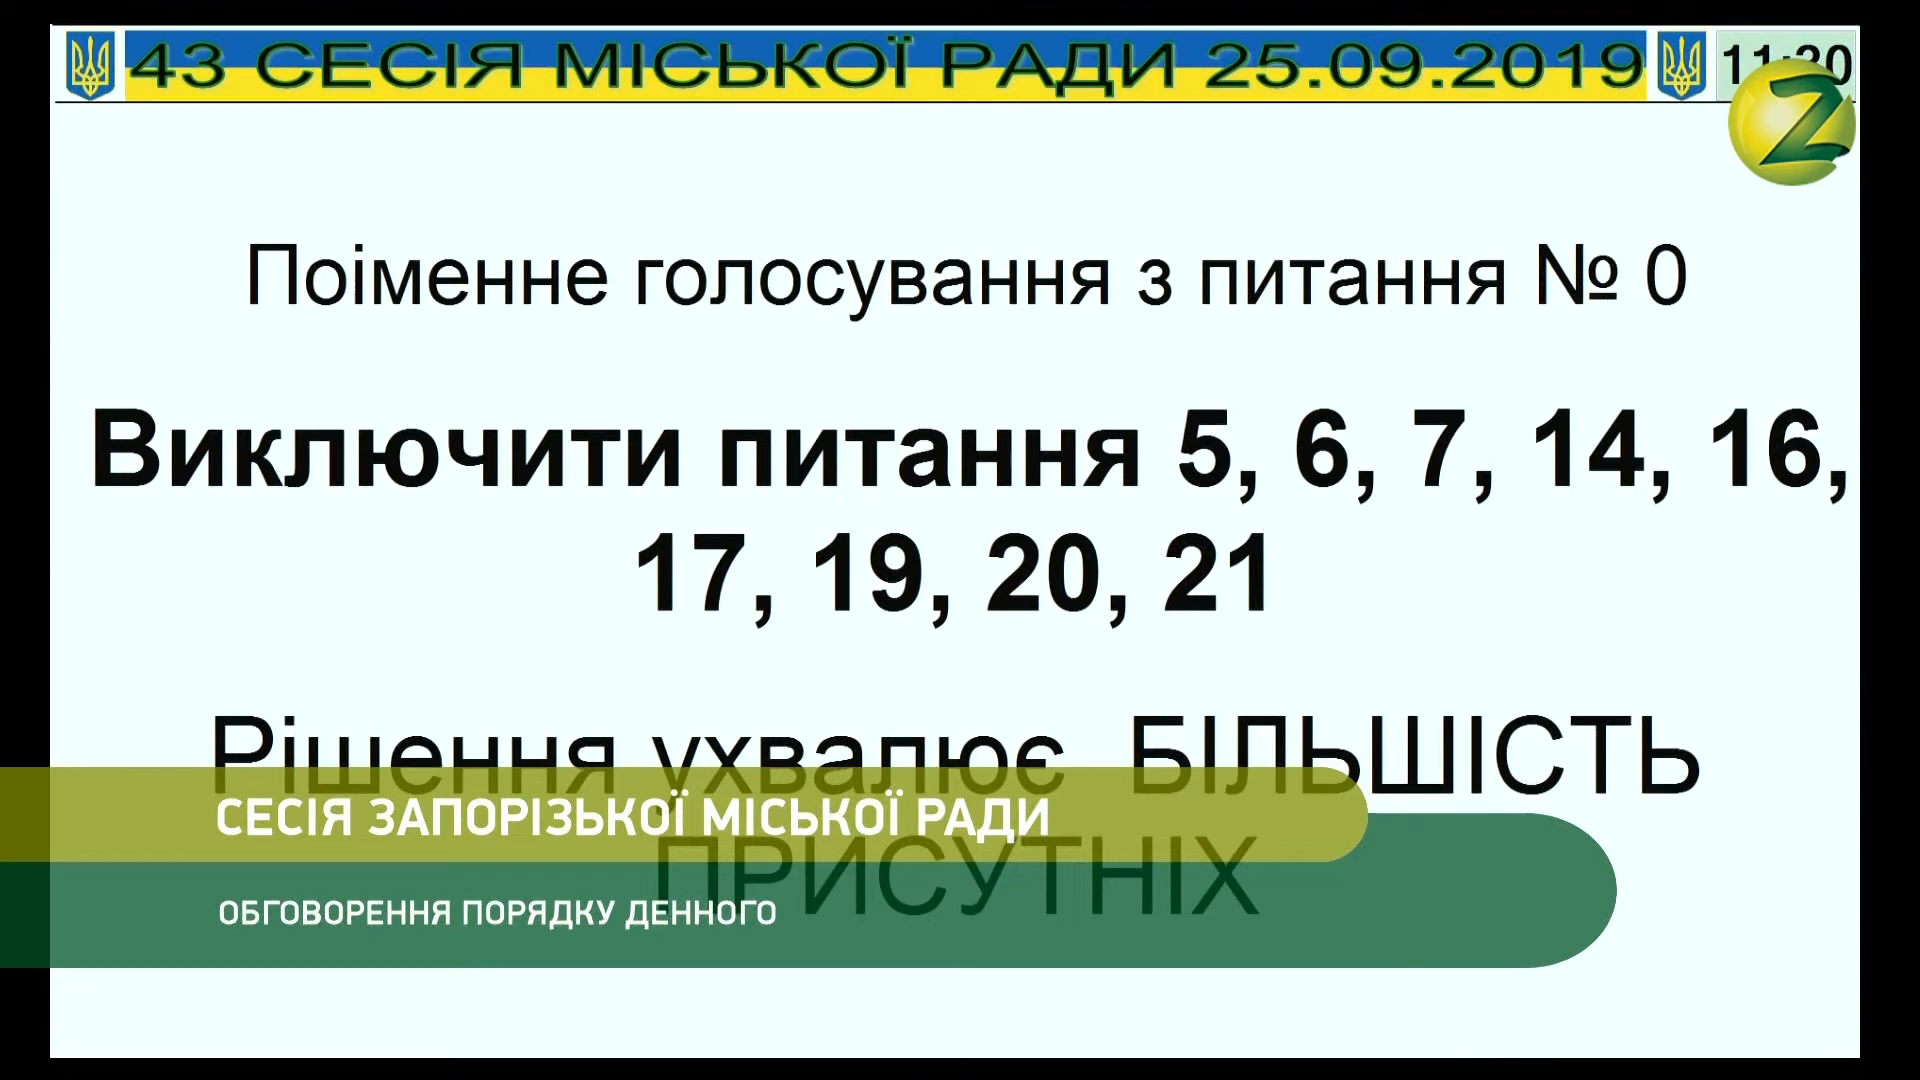 43 СЕСІЯ МІСЬКОЇ РАДИ 25.09.2019
Поіменне голосування з питання № 0
Виключити питання 5, 6, 7, 14, 16,
17, 19, 20, 21
Рішення ухвалює БІЛЬШІСТЬ
ПРИСУТНІХ
СЕСІЯ ЗАПОРІЗЬКОЇ МІСЬКОЇ РАДИ
ОБГОВОРЕННЯ ПОРЯДКУ ДЕННОГО